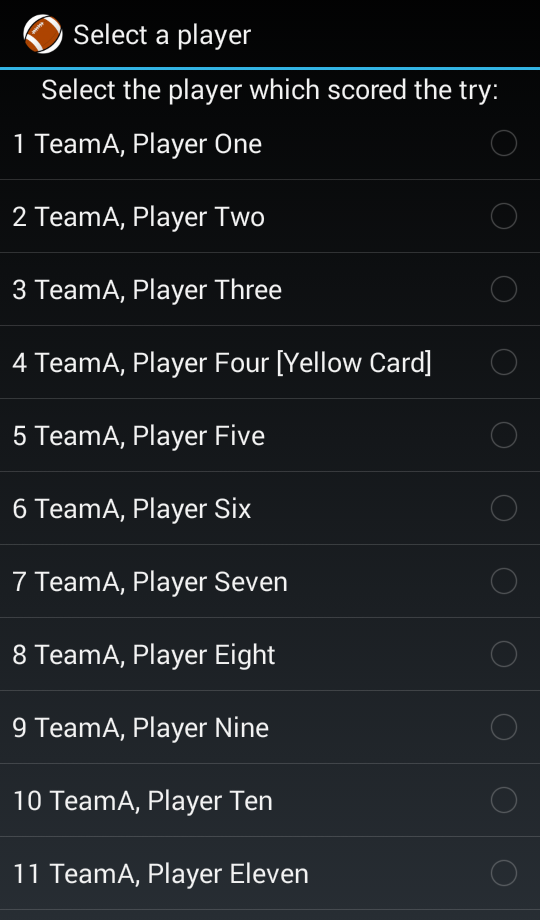 Select a player
Select the player which scored the try:
1 TeamA, Player One
2 TeamA, Player Two
3 TeamA, Player Three
4 TeamA, Player Four [Yellow Card]
5 TeamA, Player Five
6 TeamA, Player Six
7 TeamA, Player Seven
8 TeamA, Player Eight
9 TeamA, Player Nine
10 TeamA, Player Ten
11 TeamA, Player Eleven